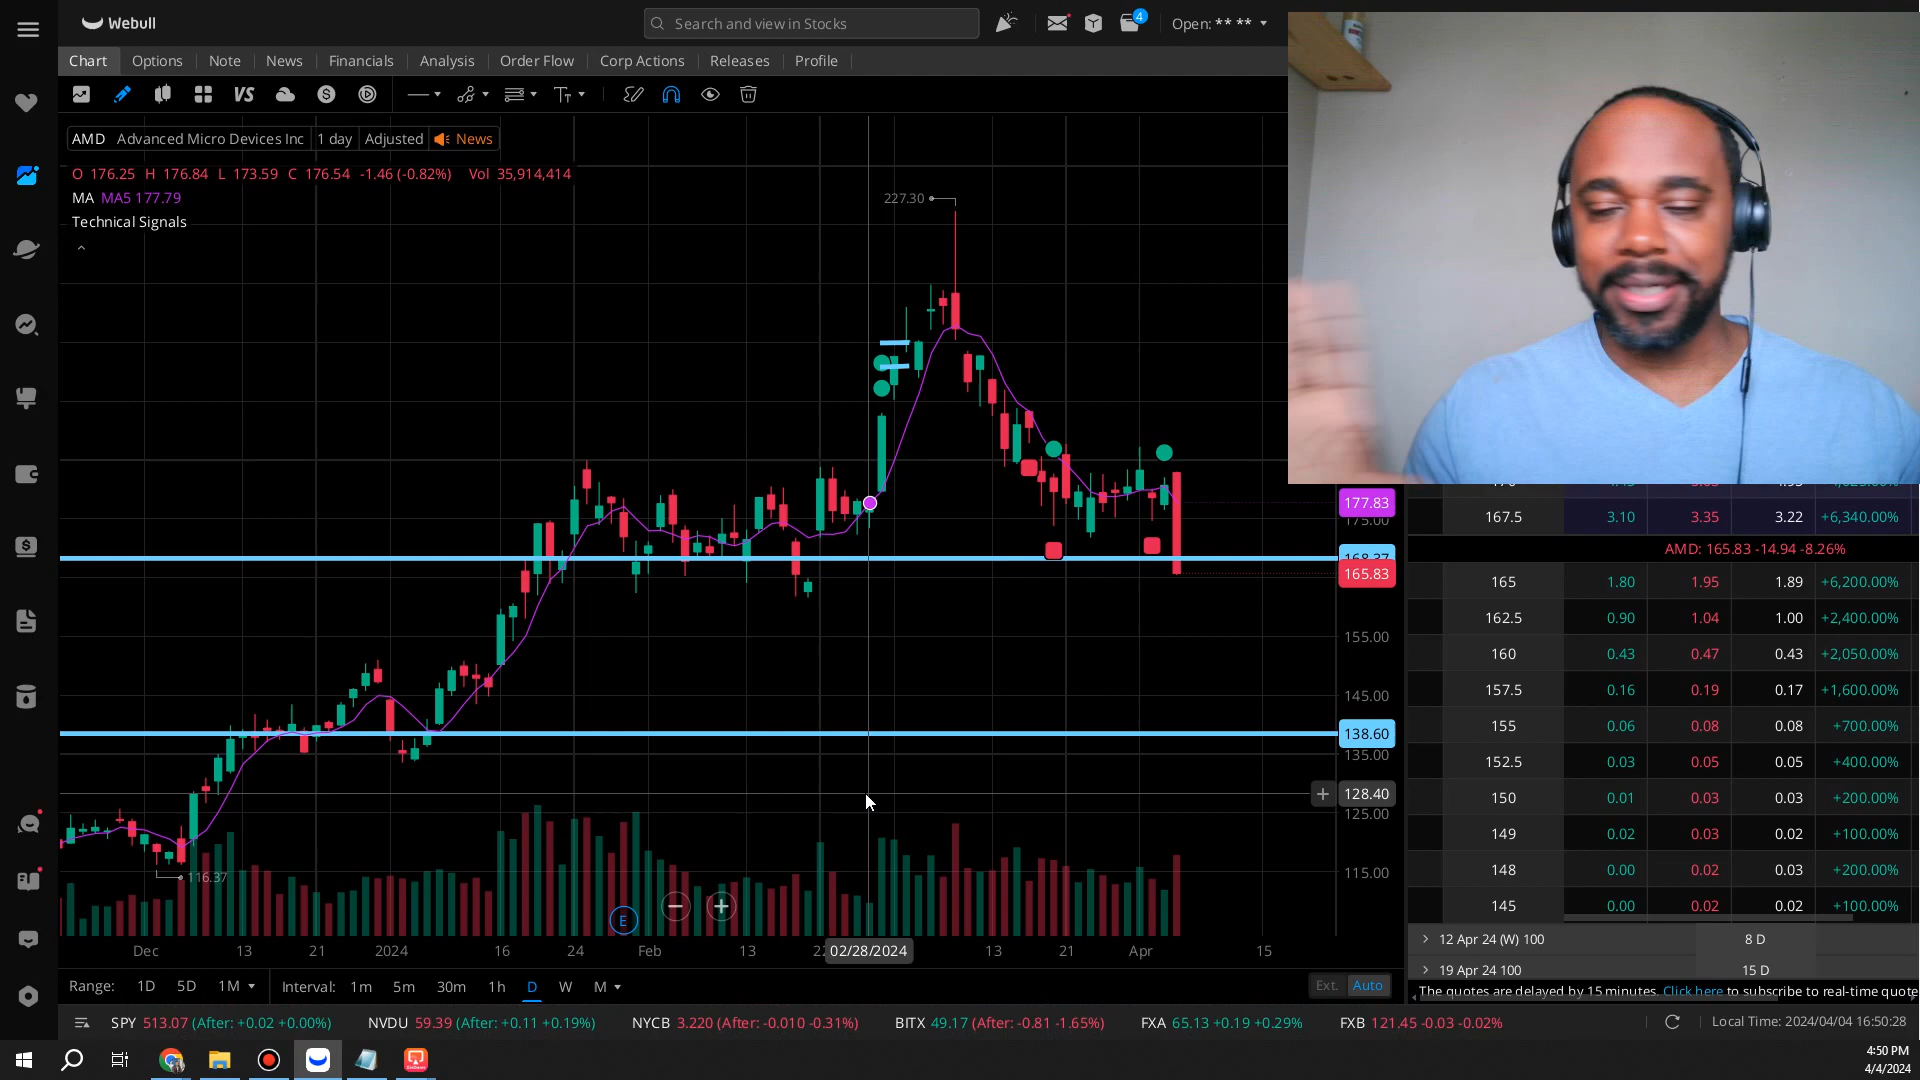 Webull
Search and view in Stocks
4
Open: ** **
Chart Options Note News Financials Analysis Order Flow Corp Actions Releases Profile
VS
AMD Advanced Micro Devices Inc 1 day Adjusted News
O 176.25 H 176.84 L 173.59 C 176.54 -1.46 (-0.82%) Vol 35,914,414
MA MA5 177.79
Technical Signals
227.30
177.83
175.00
168.37
165.83
155.00
145.00
138.60
135.00
128.40
125.00
115.00
116.37
E
Dec 13 21 2024 16 24 Feb 13 02/28/2024 13 21 Apr 15
167.5 3.10 3.35 3.22 +6,340.00%
AMD: 165.83 -14.94 -8.26%
165 1.80 1.95 1.89 +6,200.00%
162.5 0.90 1.04 1.00 +2,400.00%
160 0.43 0.47 0.43 +2,050.00%
157.5 0.16 0.19 0.17 +1,600.00%
155 0.06 0.08 0.08 +700.00%
152.5 0.03 0.05 0.05 +400.00%
150 0.01 0.03 0.03 +200.00%
149 0.02 0.03 0.02 +100.00%
148 0.00 0.02 0.03 +200.00%
145 0.00 0.02 0.02 +100.00%
12 Apr 24 (W) 100 8 D
19 Apr 24 100 15 D
The quotes are delayed by 15 minutes. Click here to subscribe to real-time quote
Range: 1D 5D 1M Interval: 1m 5m 30m 1h D W M Ext. Auto
SPY 513.07 (After: +0.02 +0.00%) NVDU 59.39 (After: +0.11 +0.19%) NYCB 3.220 (After: -0.010 -0.31%) BITX 49.17 (After: -0.81 -1.65%) FXA 65.13 +0.19 +0.29% FXB 121.45 -0.03 -0.02% Local Time: 2024/04/04 16:50:28
4:50 PM
4/4/2024